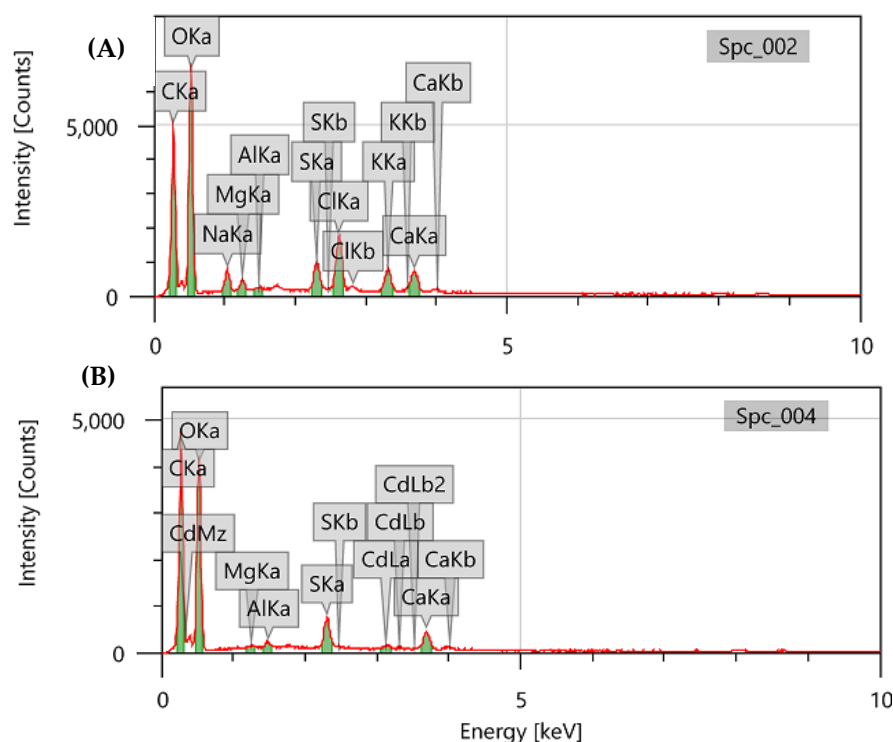 (A)
Spc_002
OKa
CKa
CaKb
SKb
KKb
AlKa
SKa
KKa
MgKa
ClKa
NaKa
ClKb
CaKa
Intensity [Counts]
5,000
0
0
5
10
(B)
Spc_004
OKa
CKa
CdLb2
CdMz
SKb
CdLb
MgKa
CdLa
CaKb
SKa
AlKa
CaKa
Intensity [Counts]
5,000
0
0
5
10
Energy [keV]